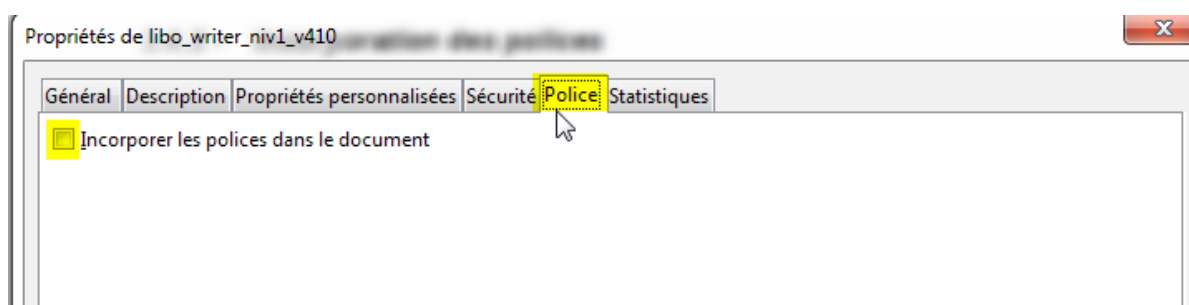 Propriétés de libo_writer_niv1_v410
Général Description Propriétés personnalisées Sécurité Police Statistiques
Incorporer les polices dans le document